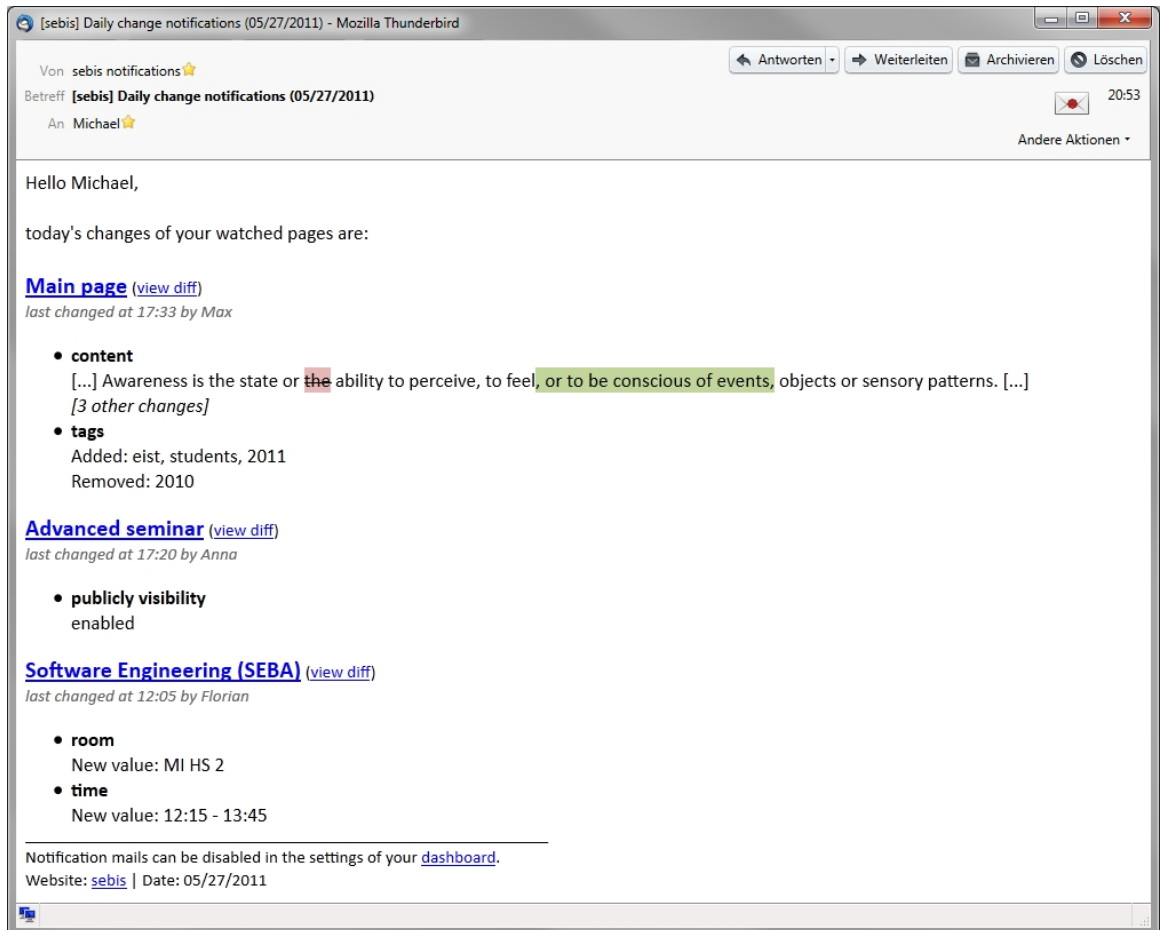 [sebis] Daily change notifications (05/27/2011) - Mozilla Thunderbird
Antworten Weiterleiten Archivieren Löschen
Von sebis notifications
Betreff [sebis] Daily change notifications (05/27/2011)
20:53
An Michael
Andere Aktionen
Hello Michael,
today's changes of your watched pages are:
Main page (view diff)
last changed at 17:33 by Max
• content
[...] Awareness is the state or the ability to perceive, to feel, or to be conscious of events, objects or sensory patterns. [...]
[3 other changes]
• tags
Added: eist, students, 2011
Removed: 2010
Advanced seminar (view diff)
last changed at 17:20 by Anna
• publicly visibility
enabled
Software Engineering (SEBA) (view diff)
last changed at 12:05 by Florian
• room
New value: MI HS 2
• time
New value: 12:15 - 13:45
Notification mails can be disabled in the settings of your dashboard.
Website: sebis | Date: 05/27/2011